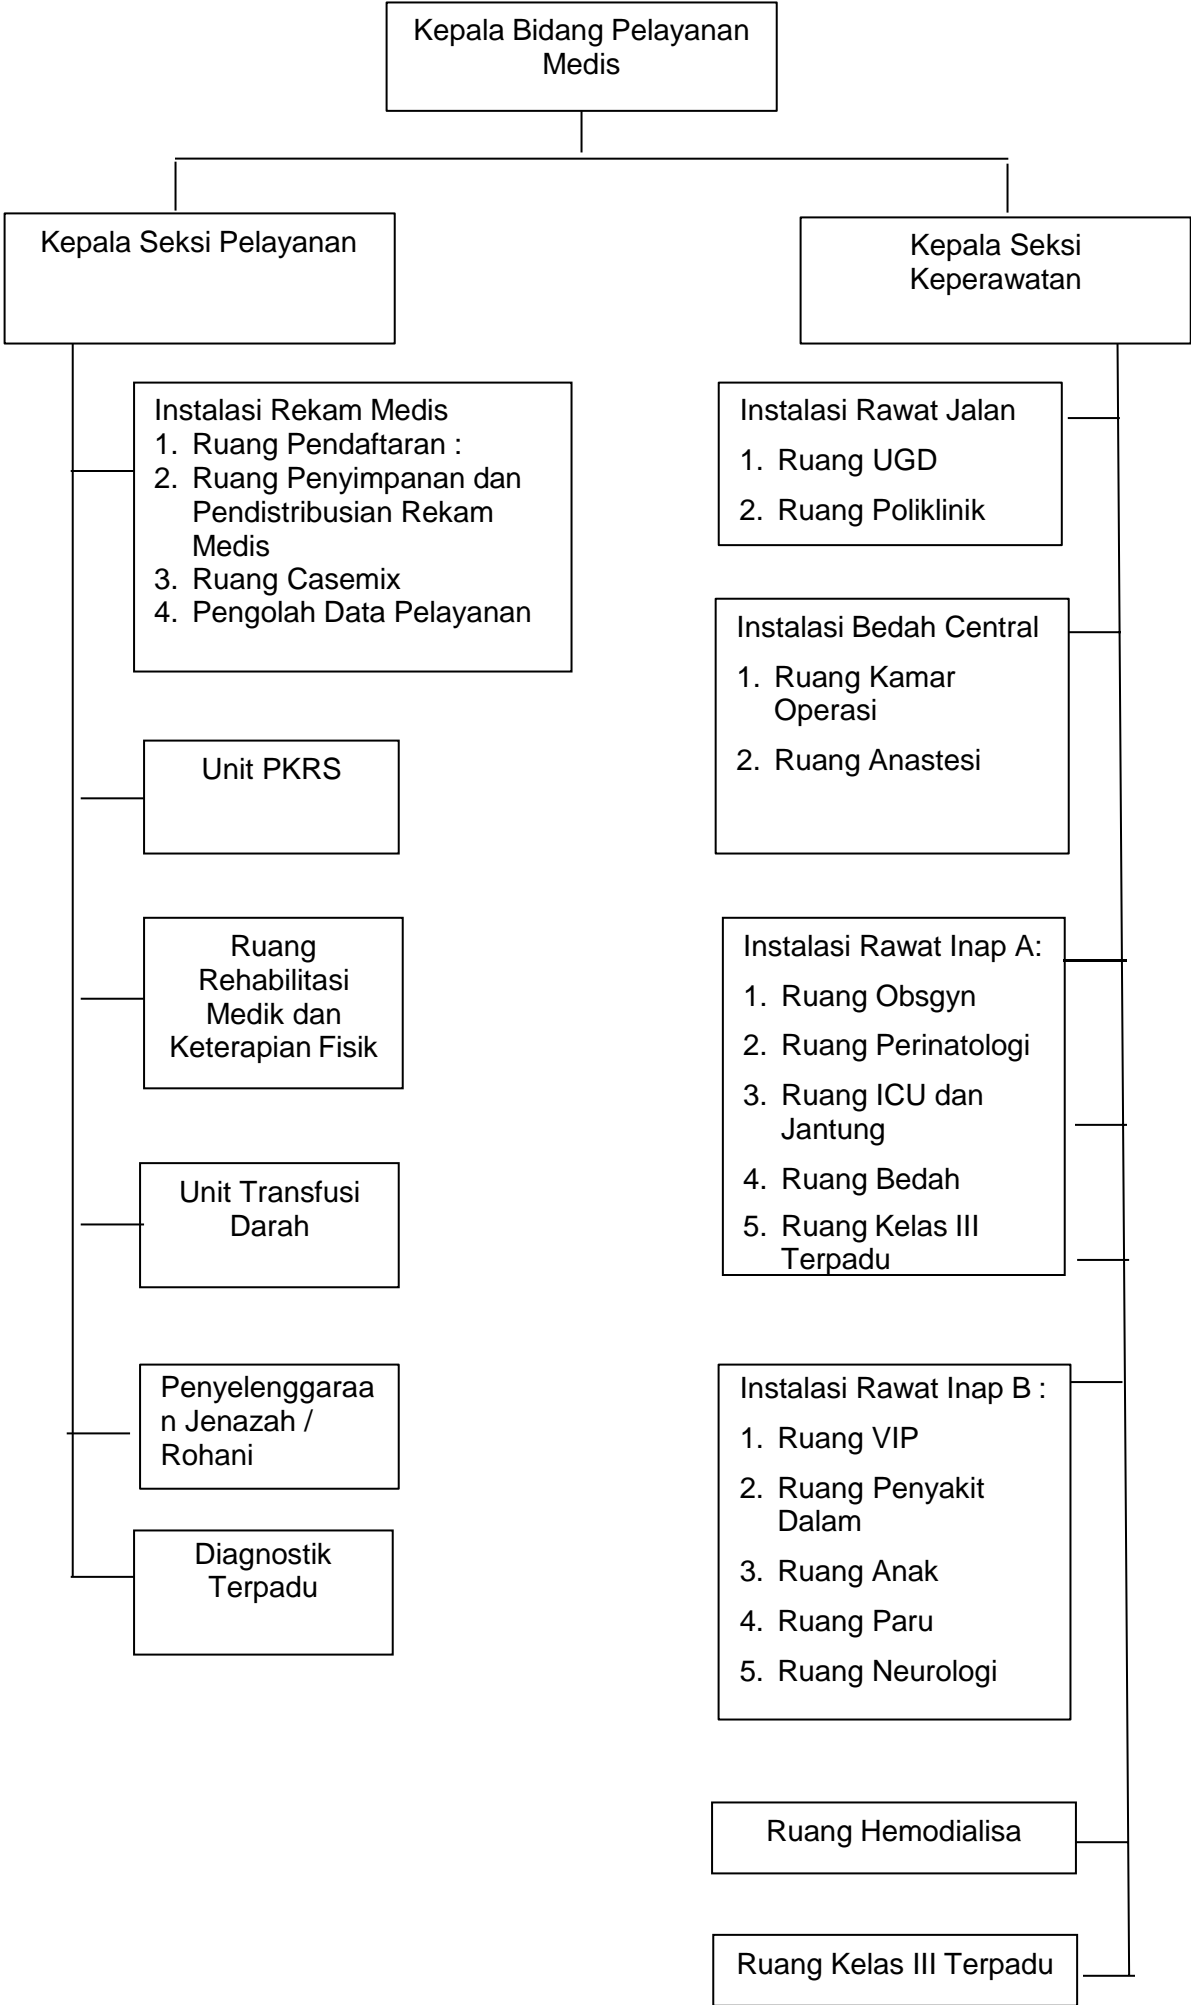 Kepala Bidang Pelayanan
Medis
Kepala Seksi Pelayanan
Kepala Seksi
Keperawatan
Instalasi Rekam Medis
1. Ruang Pendaftaran :
2. Ruang Penyimpanan dan
Pendistribusian Rekam
Medis
3. Ruang Casemix
4. Pengolah Data Pelayanan
Unit PKRS
Ruang
Rehabilitasi
Medik dan
Keterapian Fisik
Unit Transfusi
Darah
Penyelenggaraa
n Jenazah /
Rohani
Diagnostik
Terpadu
Instalasi Rawat Jalan
1. Ruang UGD
2. Ruang Poliklinik
Instalasi Bedah Central
1. Ruang Kamar
Operasi
2. Ruang Anastesi
Instalasi Rawat Inap A:
1. Ruang Obsgyn
2. Ruang Perinatologi
3. Ruang ICU dan
Jantung
4. Ruang Bedah
5. Ruang Kelas III
Terpadu
Instalasi Rawat Inap B :
1. Ruang VIP
2. Ruang Penyakit
Dalam
3. Ruang Anak
4. Ruang Paru
5. Ruang Neurologi
Ruang Hemodialisa
Ruang Kelas III Terpadu